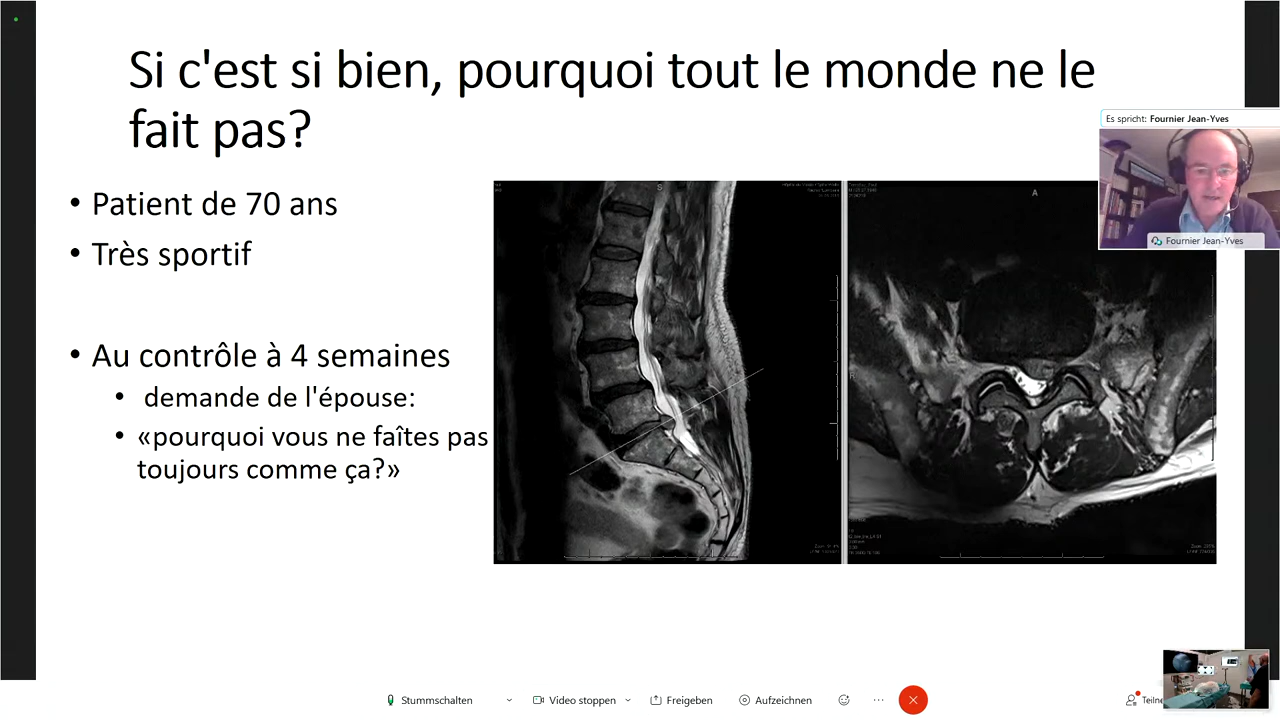 Si c'est si bien, pourquoi tout le monde ne le
fait pas?
Es spricht: Fournier Jean-Yves
Fournier Jean-Yves
• Patient de 70 ans
• Très sportif
• Au contrôle à 4 semaines
• demande de l'épouse:
• «pourquoi vous ne faîtes pas
toujours comme ça?»
S
A
Stummschalten
Video stoppen
Freigeben
Aufzeichnen
Teilne